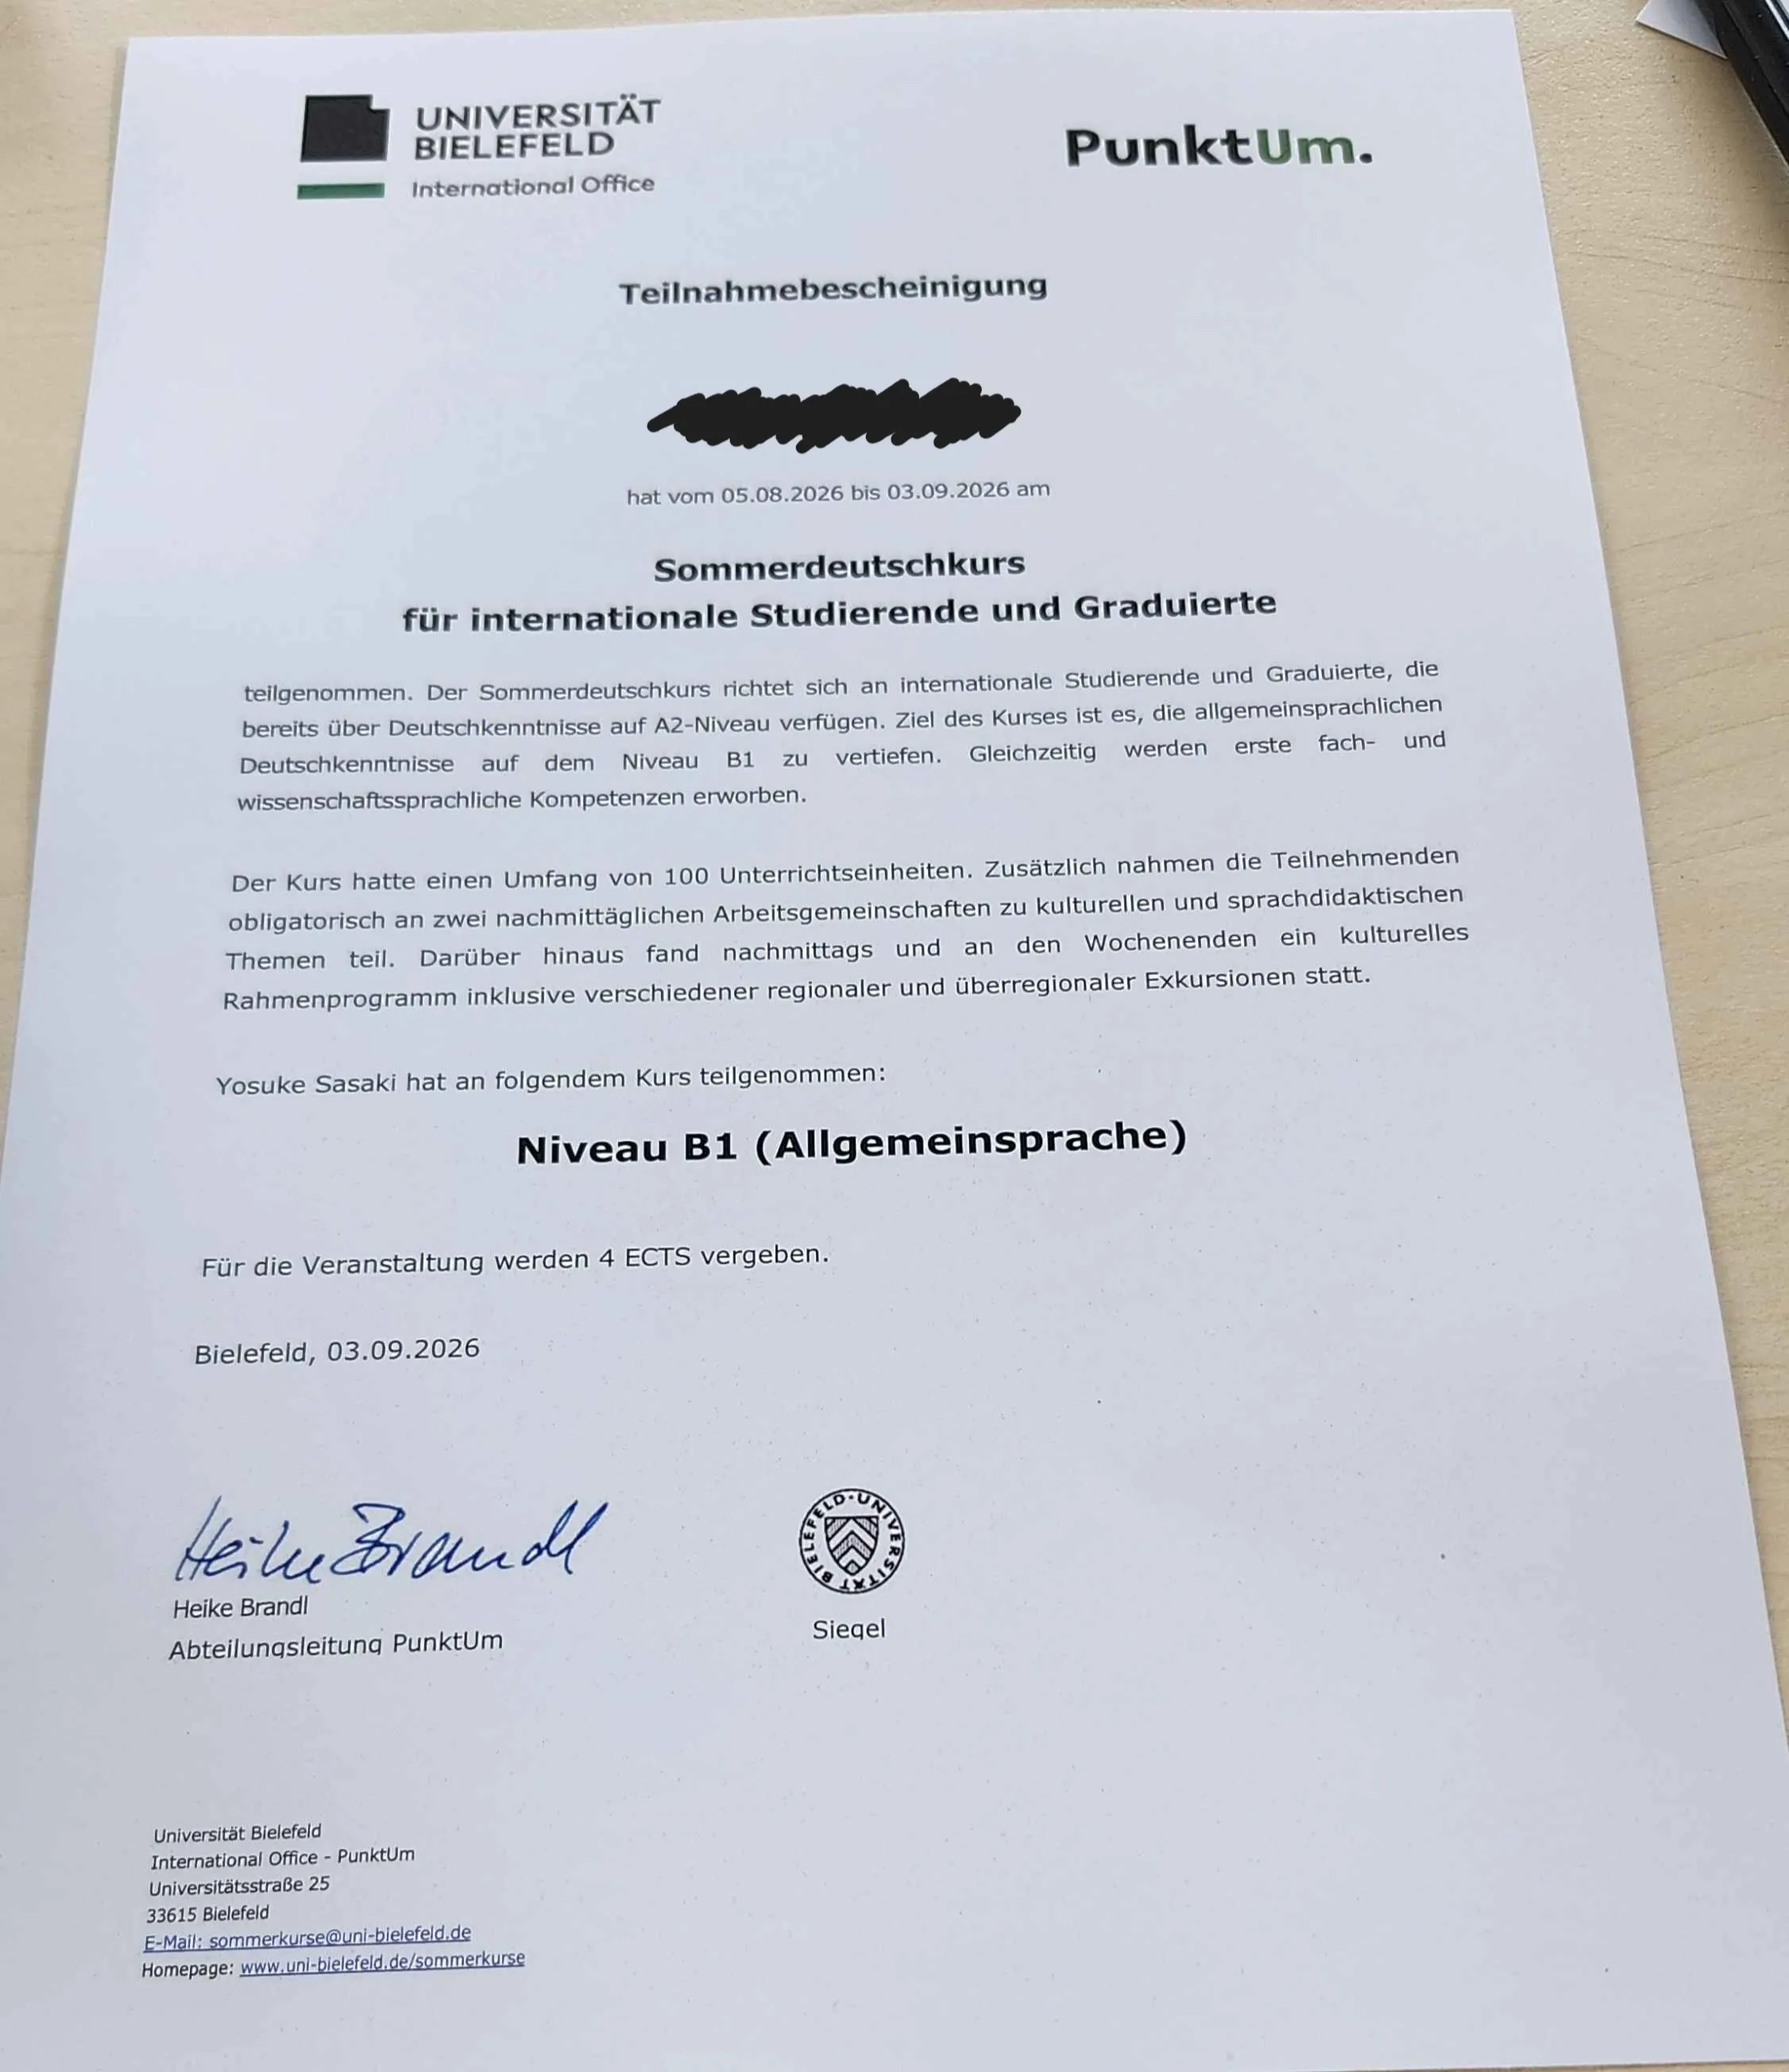 UNIVERSITÄT
BIELEFELD
International Office
PunktUm.
Teilnahmebescheinigung
hat vom 05.08.2026 bis 03.09.2026 am
Sommerdeutschkurs
für internationale Studierende und Graduierte
teilgenommen. Der Sommerdeutschkurs richtet sich an internationale Studierende und Graduierte, die
bereits über Deutschkenntnisse auf A2-Niveau verfügen. Ziel des Kurses ist es, die allgemeinsprachlichen
Deutschkenntnisse auf dem Niveau B1 zu vertiefen. Gleichzeitig werden erste fach- und
wissenschaftssprachliche Kompetenzen erworben.
Der Kurs hatte einen Umfang von 100 Unterrichtseinheiten. Zusätzlich nahmen die Teilnehmenden
obligatorisch an zwei nachmittäglichen Arbeitsgemeinschaften zu kulturellen und sprachdidaktischen
Themen teil. Darüber hinaus fand nachmittags und an den Wochenenden ein kulturelles
Rahmenprogramm inklusive verschiedener regionaler und überregionaler Exkursionen statt.
Yosuke Sasaki hat an folgendem Kurs teilgenommen:
Niveau B1 (Allgemeinsprache)
Für die Veranstaltung werden 4 ECTS vergeben.
Bielefeld, 03.09.2026
Heike Brandl
Heike Brandl
Abteilungsleitung PunktUm
UNIVERSITÄT BIELEFELD
Siegel
Universität Bielefeld
International Office - PunktUm
Universitätsstraße 25
33615 Bielefeld
E-Mail: sommerkurse@uni-bielefeld.de
Homepage: www.uni-bielefeld.de/sommerkurse